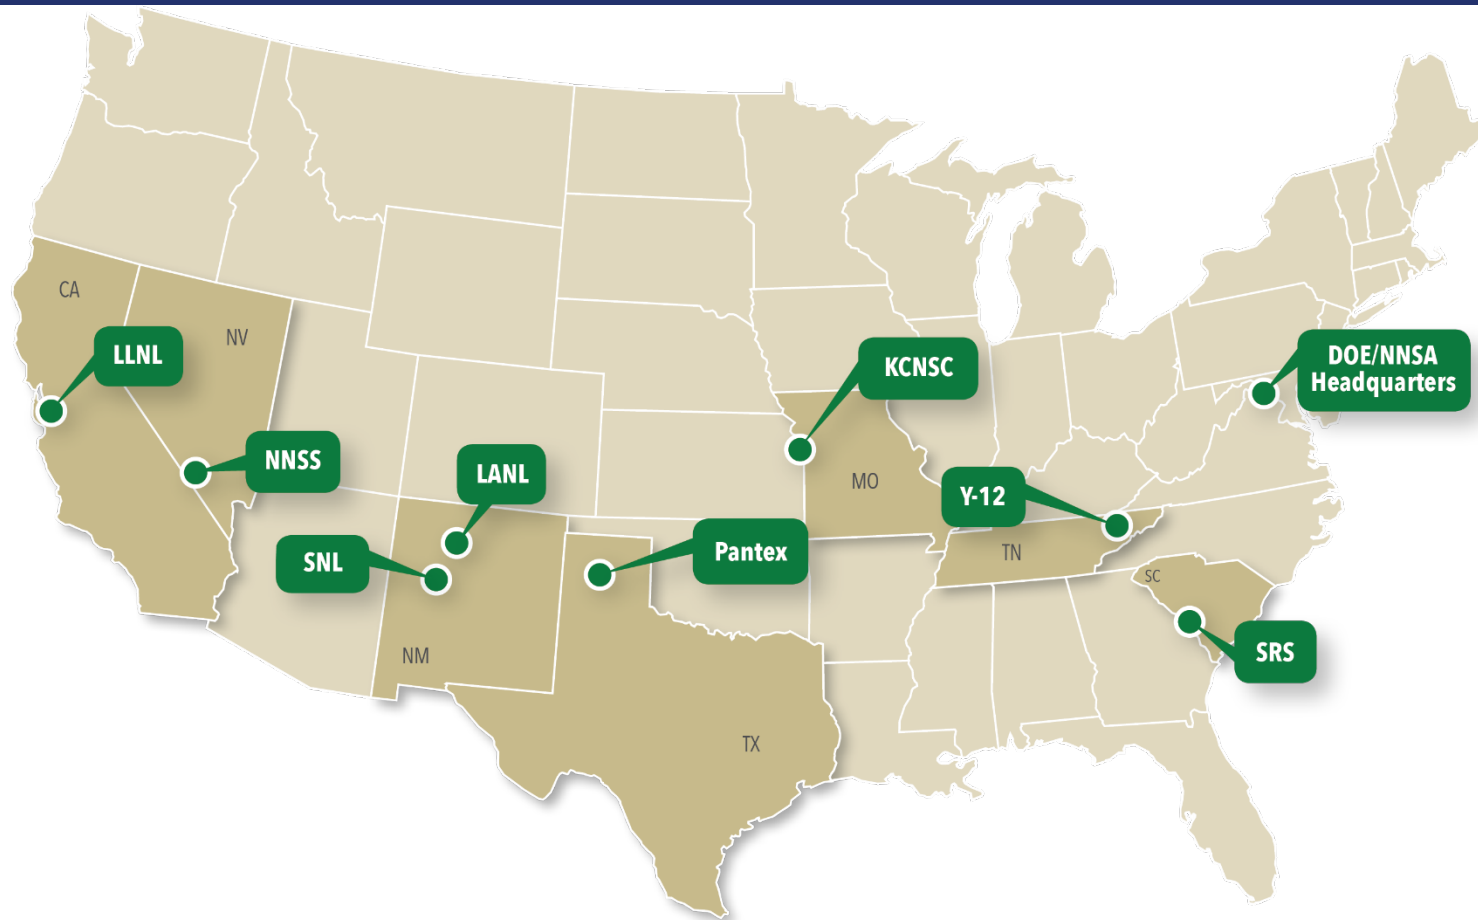 CA
NV
LLNL
KCNSC
DOE/NNSA
Headquarters
NNSS
LANL
MO
Y-12
SNL
Pantex
TN
SC
NM
SRS
TX